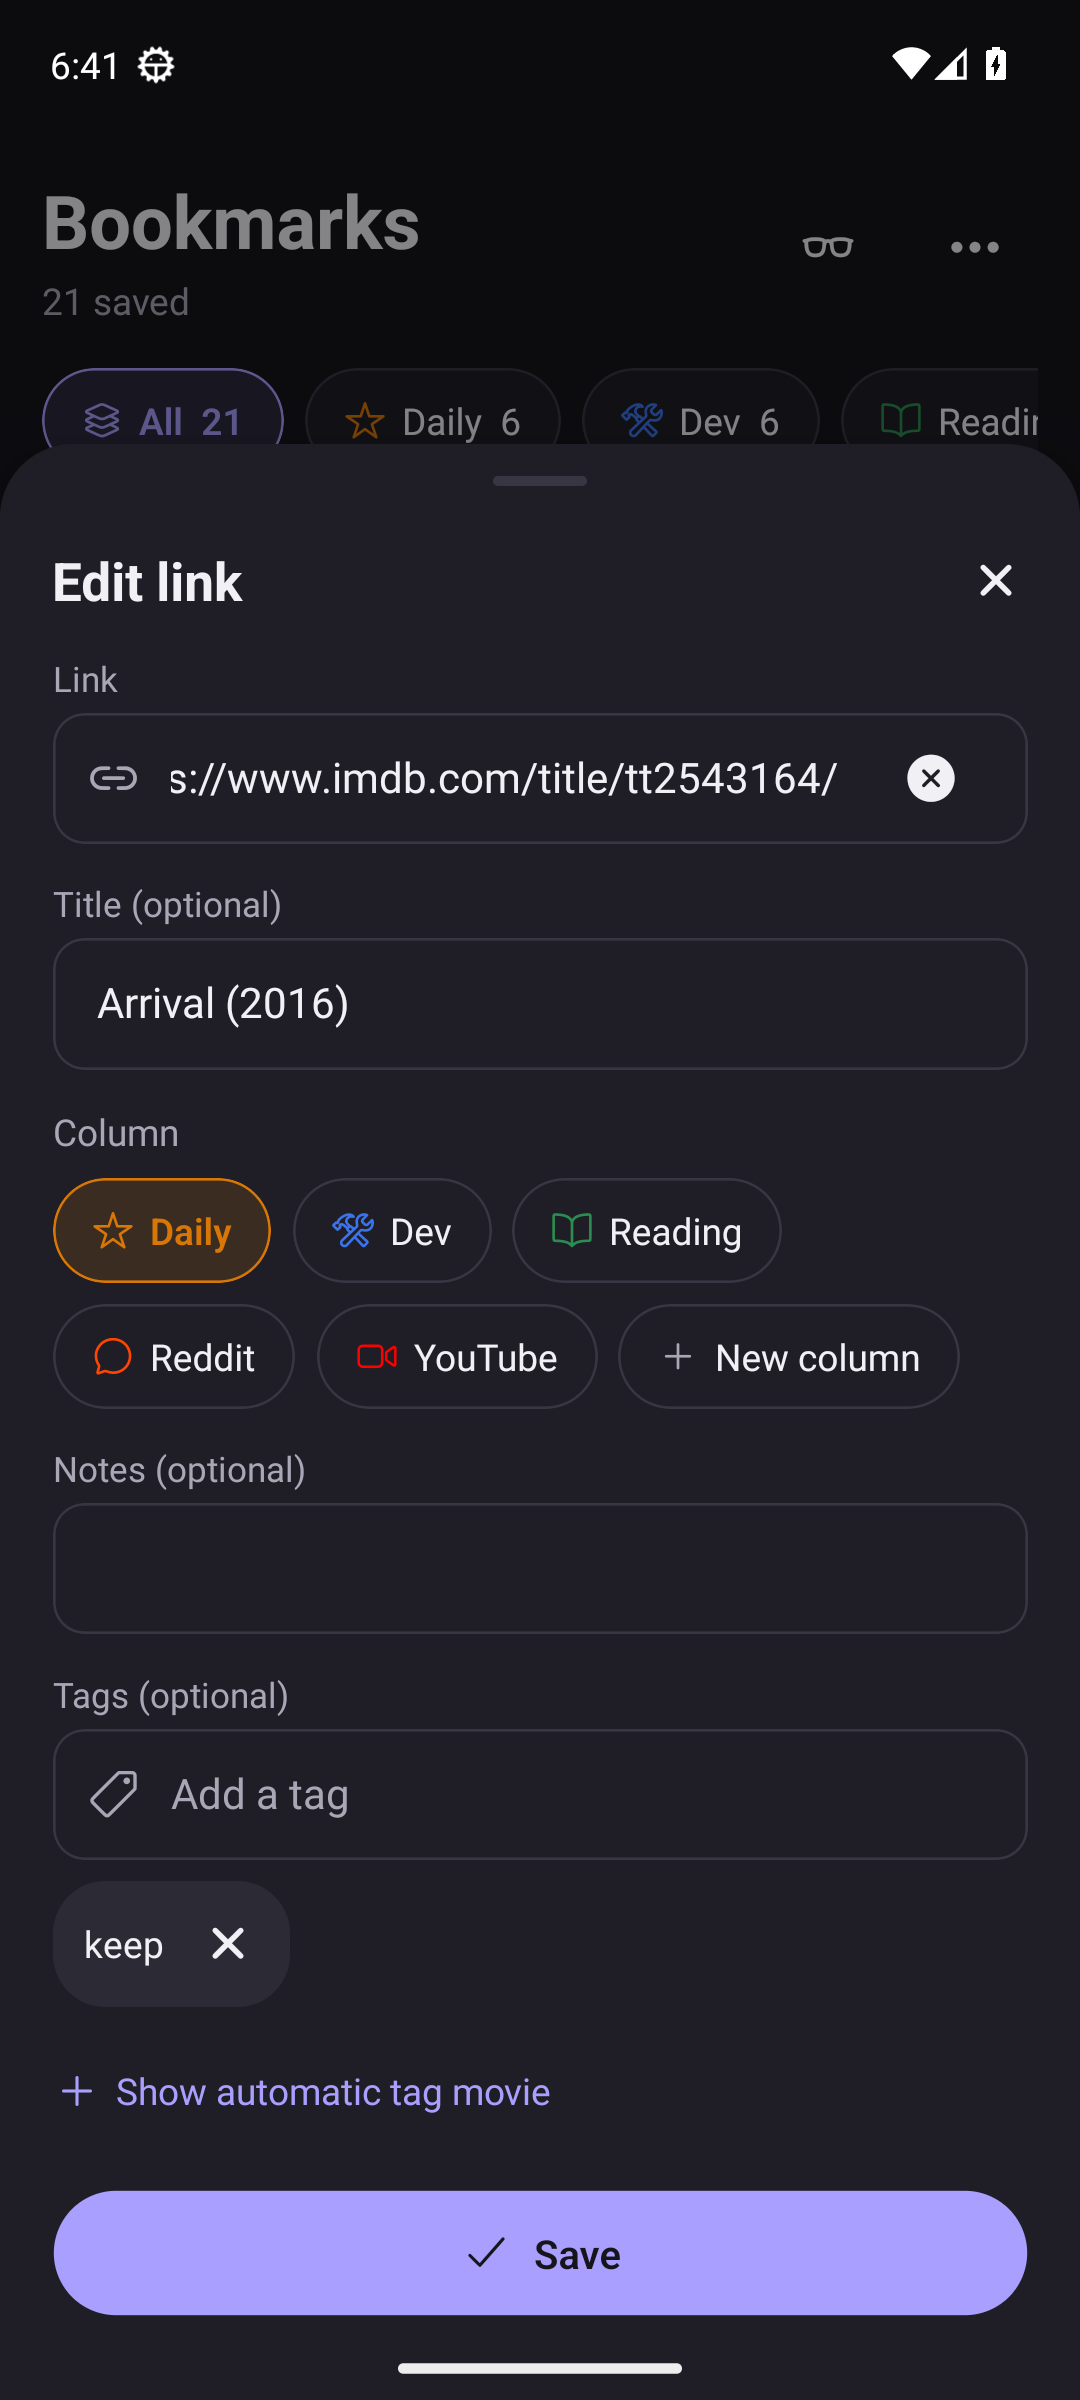 6:41
Bookmarks
21 saved
All 21
Daily 6
Dev 6
Readin
Edit link
Link
s://www.imdb.com/title/tt2543164/
Title (optional)
Arrival (2016)
Column
Daily
Dev
Reading
Reddit
YouTube
New column
Notes (optional)
Tags (optional)
Add a tag
keep
Show automatic tag movie
Save